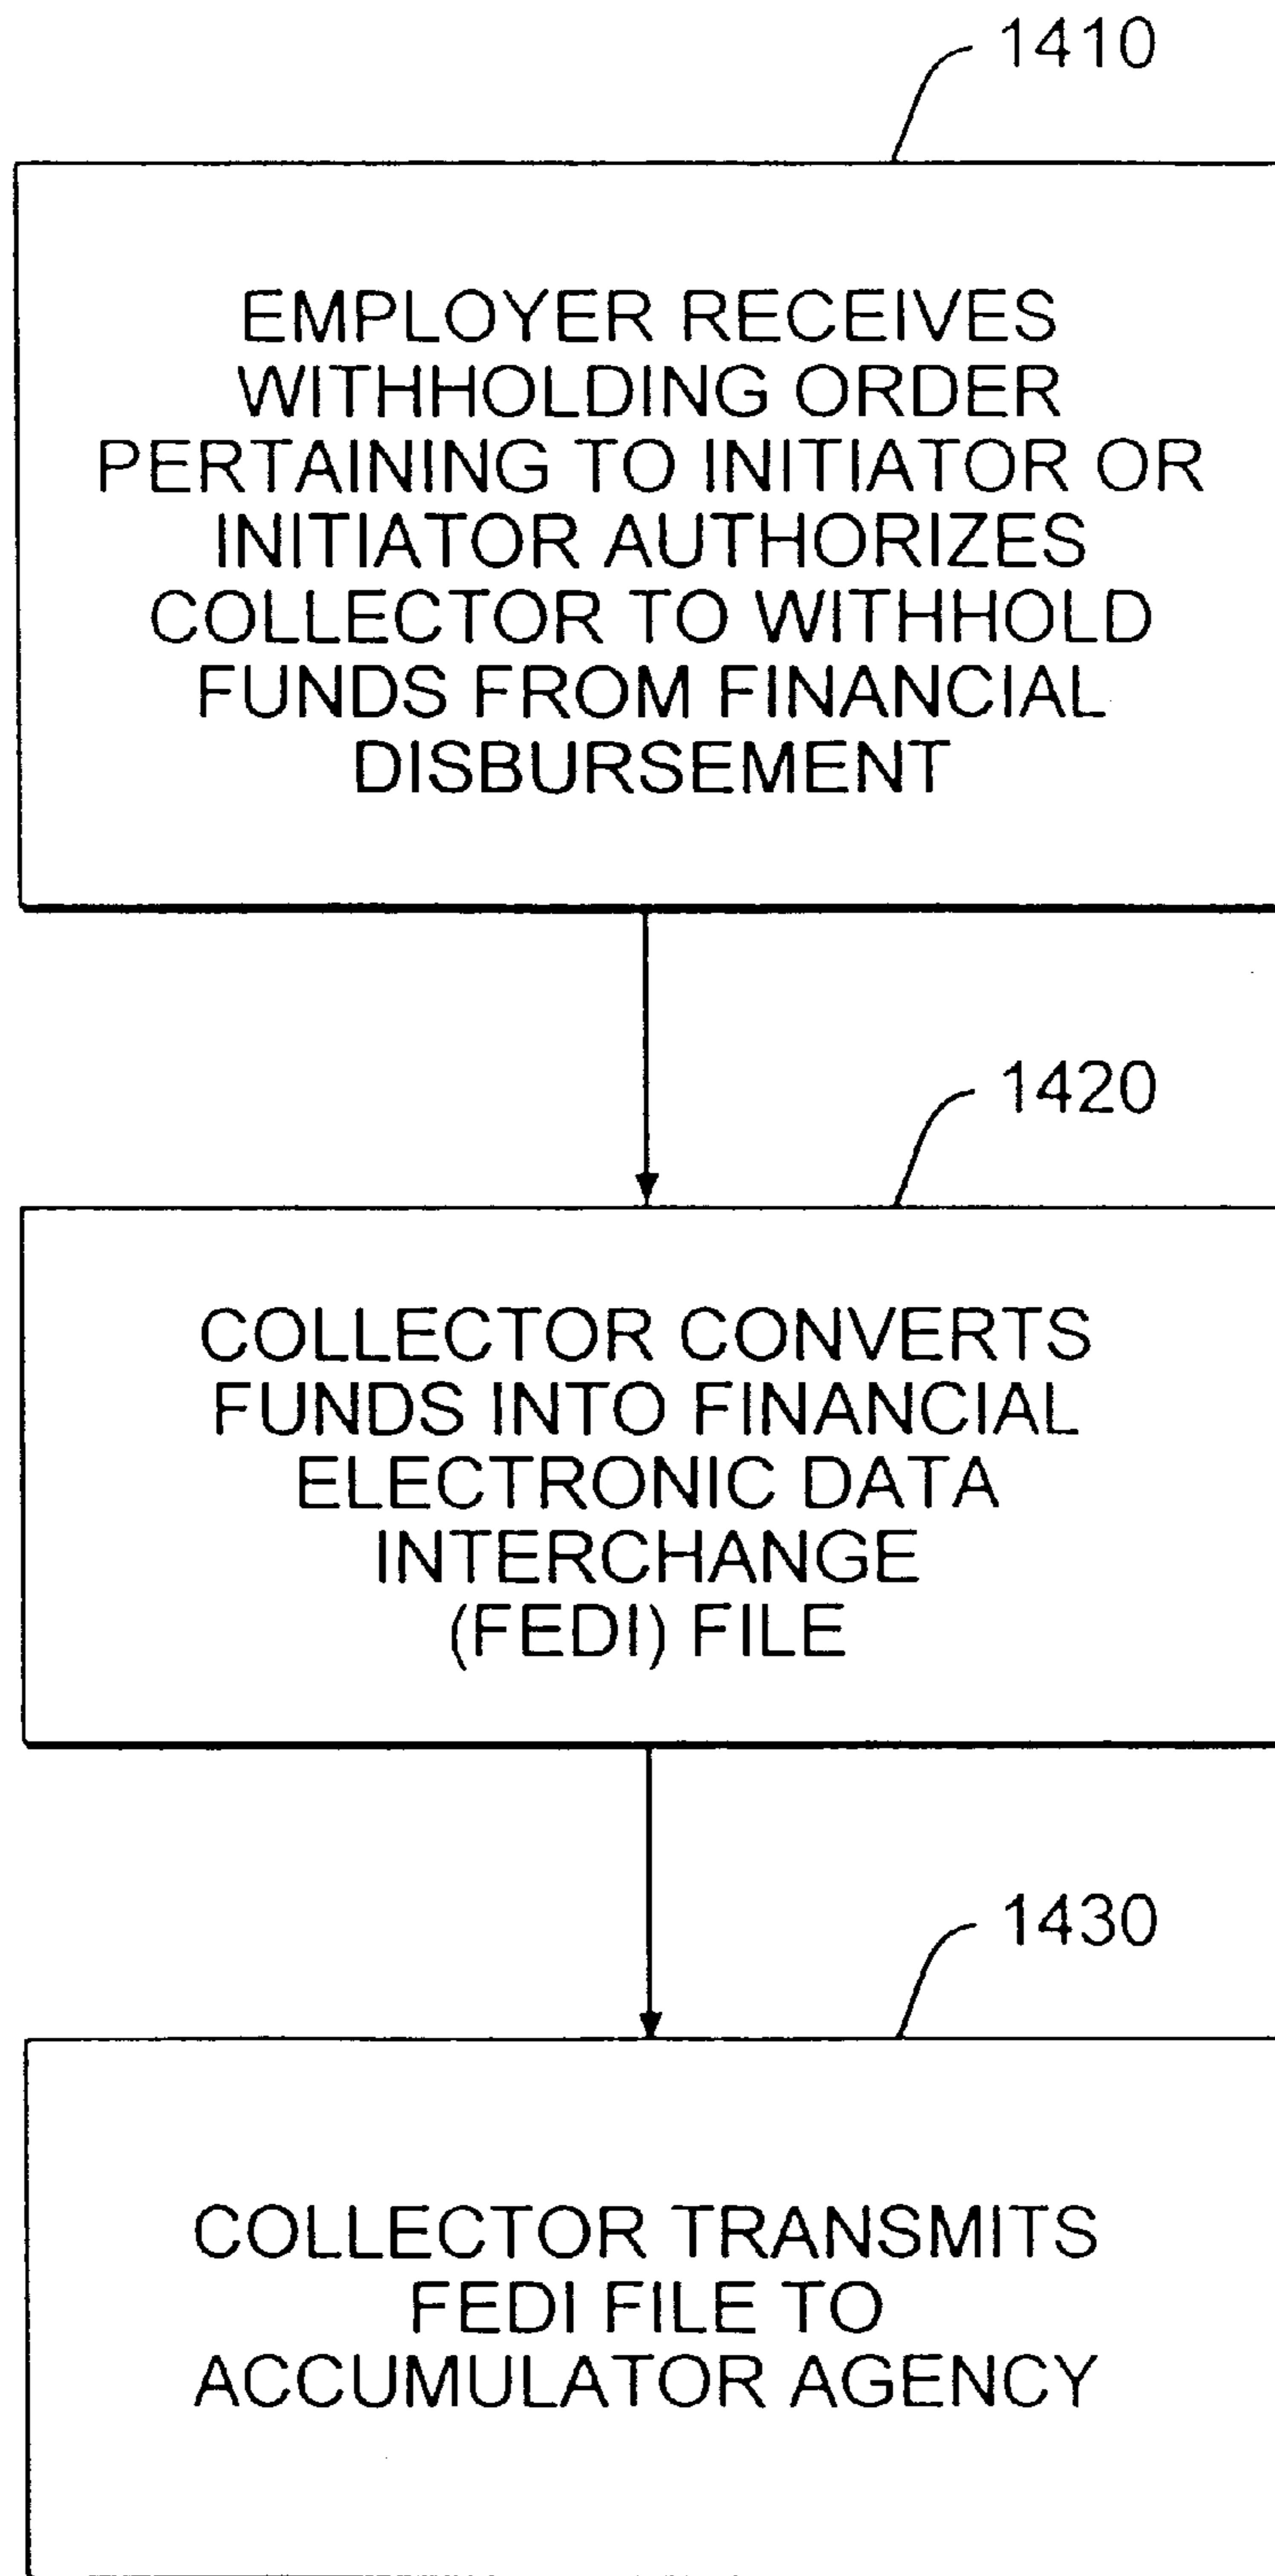 1410
EMPLOYER RECEIVES
WITHHOLDING ORDER
PERTAINING TO INITIATOR OR
INITIATOR AUTHORIZES
COLLECTOR TO WITHHOLD
FUNDS FROM FINANCIAL
DISBURSEMENT
1420
COLLECTOR CONVERTS
FUNDS INTO FINANCIAL
ELECTRONIC DATA
INTERCHANGE
(FEDI) FILE
1430
COLLECTOR TRANSMITS
FEDI FILE TO
ACCUMULATOR AGENCY